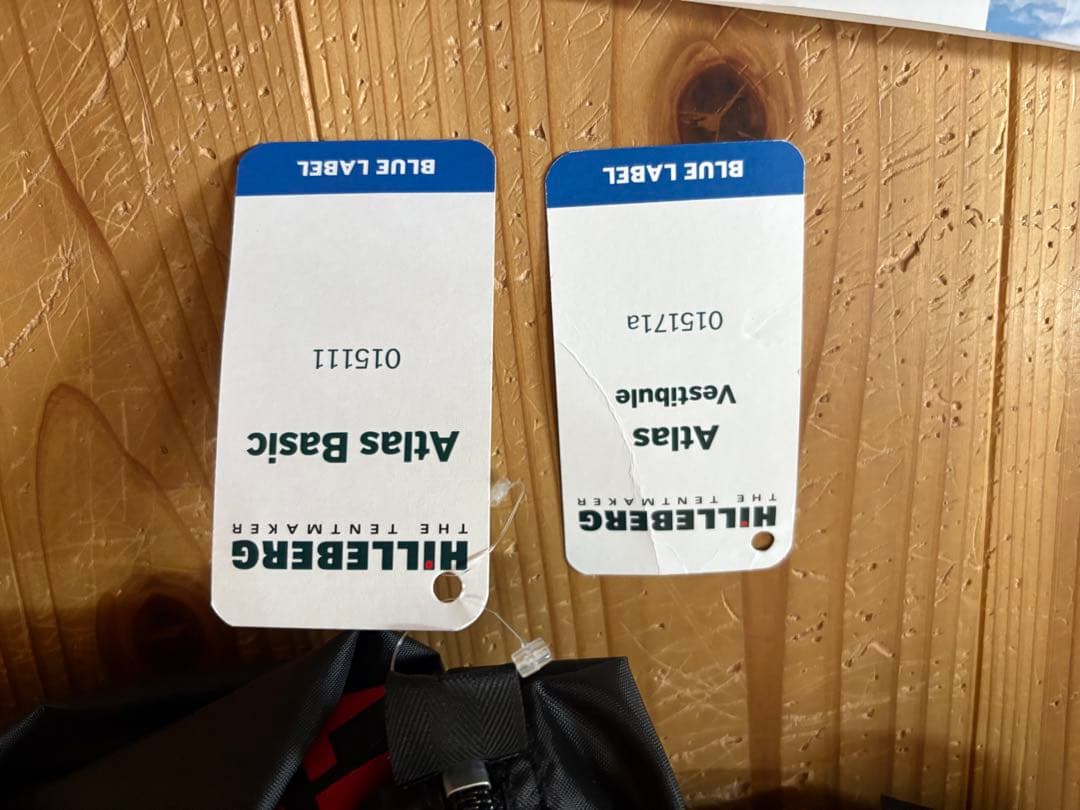 HILLEBERG
THE TENTMAKER
Atlas Basic
015111
BLUE LABEL
HILLEBERG
THE TENTMAKER
Atlas
Vestibule
015171a
BLUE LABEL